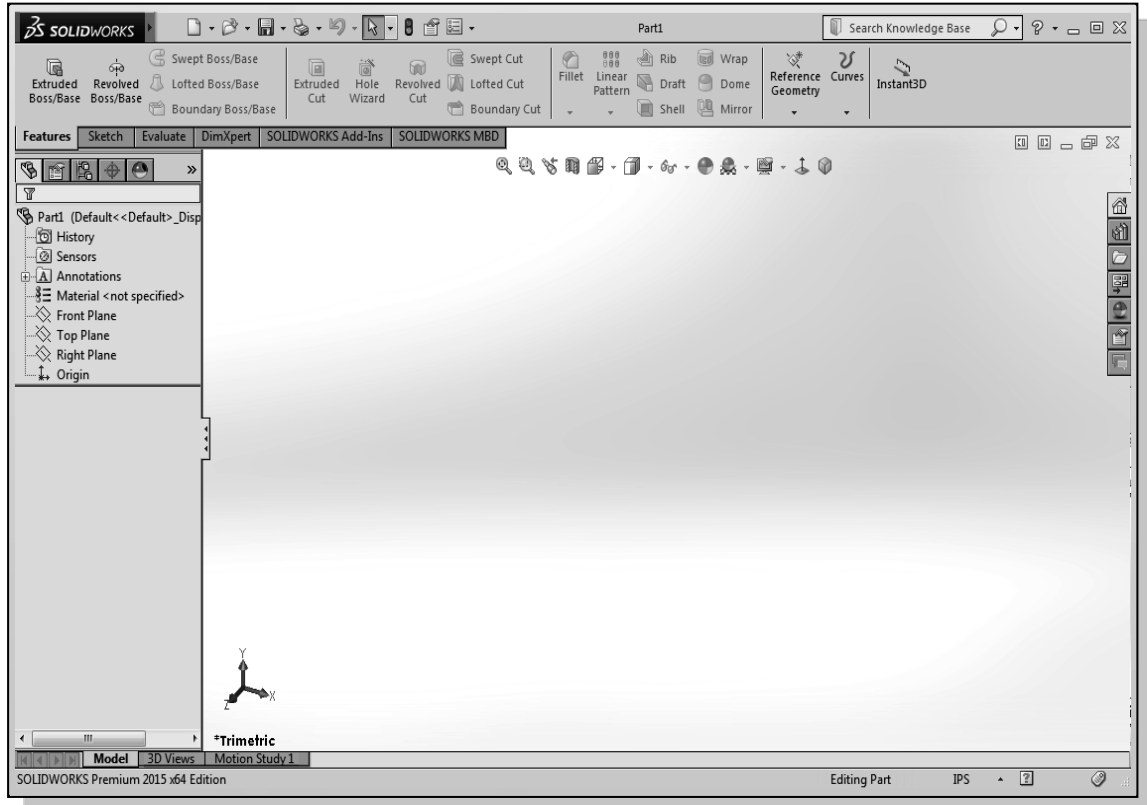 SOLIDWORKS
Part1
Search Knowledge Base
Extruded Boss/Base
Revolved Boss/Base
Swept Boss/Base
Lofted Boss/Base
Boundary Boss/Base
Extruded Cut
Hole Wizard
Revolved Cut
Swept Cut
Lofted Cut
Boundary Cut
Fillet
Linear Pattern
Rib
Draft
Shell
Wrap
Dome
Mirror
Reference Geometry
Curves
Instant3D
Features Sketch Evaluate DimXpert SOLIDWORKS Add-Ins SOLIDWORKS MBD
Part1 (Default<<Default>_Disp
History
Sensors
A Annotations
Material <not specified>
Front Plane
Top Plane
Right Plane
Origin
Y
X
Z
*Trimetric
Model 3D Views Motion Study 1
SOLIDWORKS Premium 2015 x64 Edition
Editing Part IPS ?